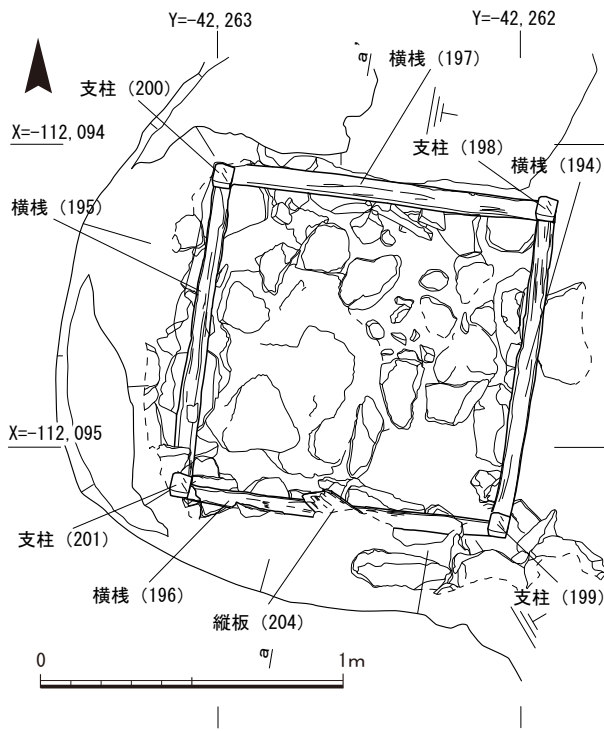 Y=-42,263
Y=-42,262
a'
横桟（197）
支柱（200）
X=-112,094
支柱（198）
横桟（194）
横桟（195）
X=-112,095
支柱（201）
横桟（196）
縦板（204）
支柱（199）
a
0
1m